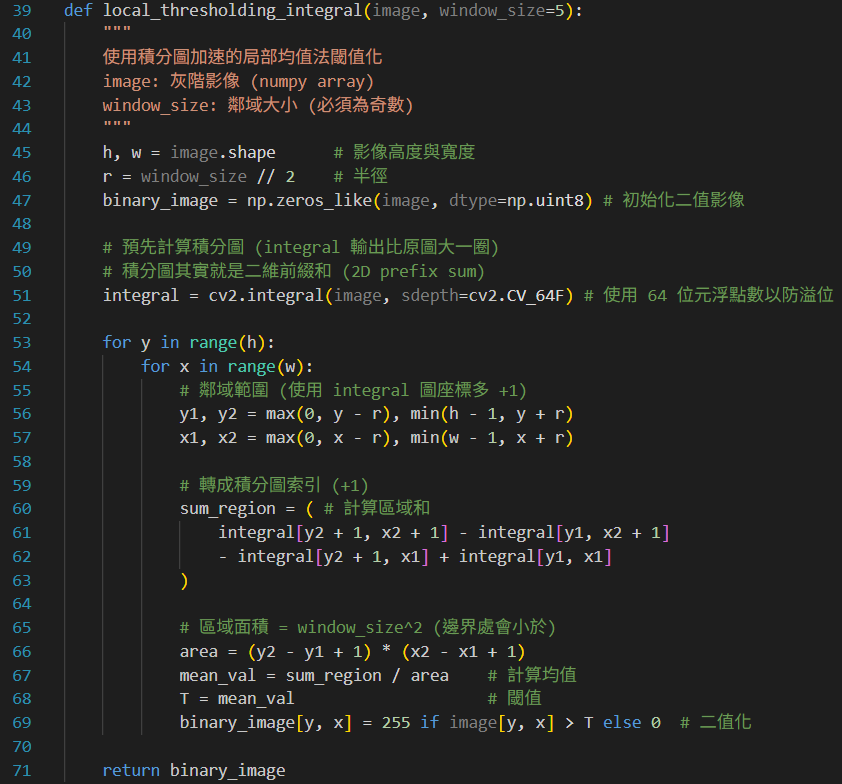 39 def local_thresholding_integral(image, window_size=5):
40     """
41     使用積分圖加速的局部均值法閾值化
42     image: 灰階影像 (numpy array)
43     window_size: 鄰域大小 (必須為奇數)
44     """
45     h, w = image.shape      # 影像高度與寬度
46     r = window_size // 2    # 半徑
47     binary_image = np.zeros_like(image, dtype=np.uint8) # 初始化二值影像
48
49     # 預先計算積分圖 (integral 輸出比原圖大一圈)
50     # 積分圖其實就是二維前綴和 (2D prefix sum)
51     integral = cv2.integral(image, sdepth=cv2.CV_64F) # 使用 64 位元浮點數以防溢位
52
53     for y in range(h):
54         for x in range(w):
55             # 鄰域範圍 (使用 integral 圖座標多 +1)
56             y1, y2 = max(0, y - r), min(h - 1, y + r)
57             x1, x2 = max(0, x - r), min(w - 1, x + r)
58
59             # 轉成積分圖索引 (+1)
60             sum_region = ( # 計算區域和
61                 integral[y2 + 1, x2 + 1] - integral[y1, x2 + 1]
62                 - integral[y2 + 1, x1] + integral[y1, x1]
63             )
64
65             # 區域面積 = window_size^2 (邊界處會小於)
66             area = (y2 - y1 + 1) * (x2 - x1 + 1)
67             mean_val = sum_region / area    # 計算均值
68             T = mean_val                    # 閾值
69             binary_image[y, x] = 255 if image[y, x] > T else 0  # 二值化
70
71     return binary_image